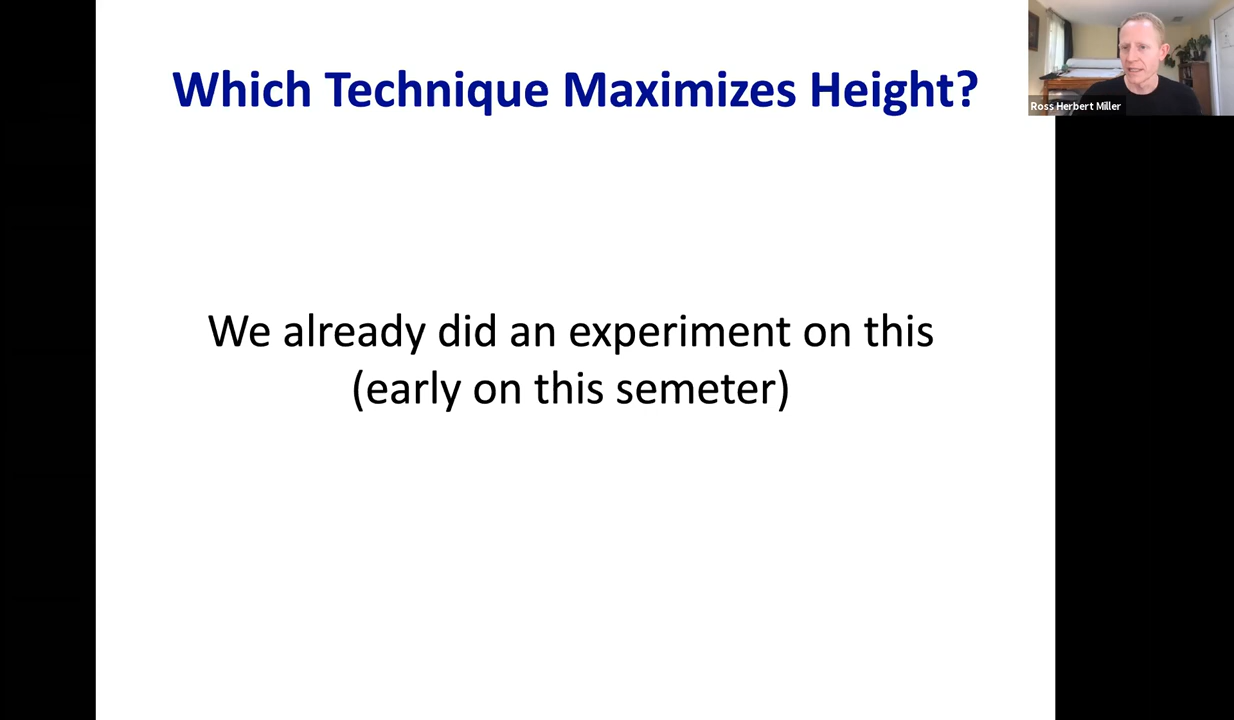 Which Technique Maximizes Height?
Ross Herbert Miller
We already did an experiment on this
(early on this semeter)